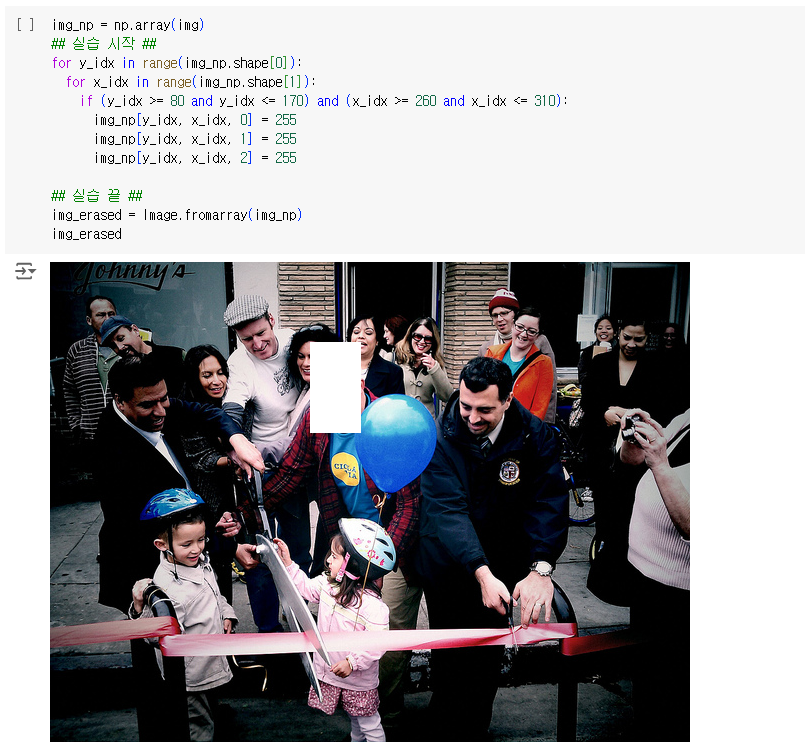 [ ] img_np = np.array(img)
## 실습 시작 ##
for y_idx in range(img_np.shape[0]):
  for x_idx in range(img_np.shape[1]):
    if (y_idx >= 80 and y_idx <= 170) and (x_idx >= 260 and x_idx <= 310):
      img_np[y_idx, x_idx, 0] = 255
      img_np[y_idx, x_idx, 1] = 255
      img_np[y_idx, x_idx, 2] = 255
## 실습 끝 ##
img_erased = Image.fromarray(img_np)
img_erased
Johnny's